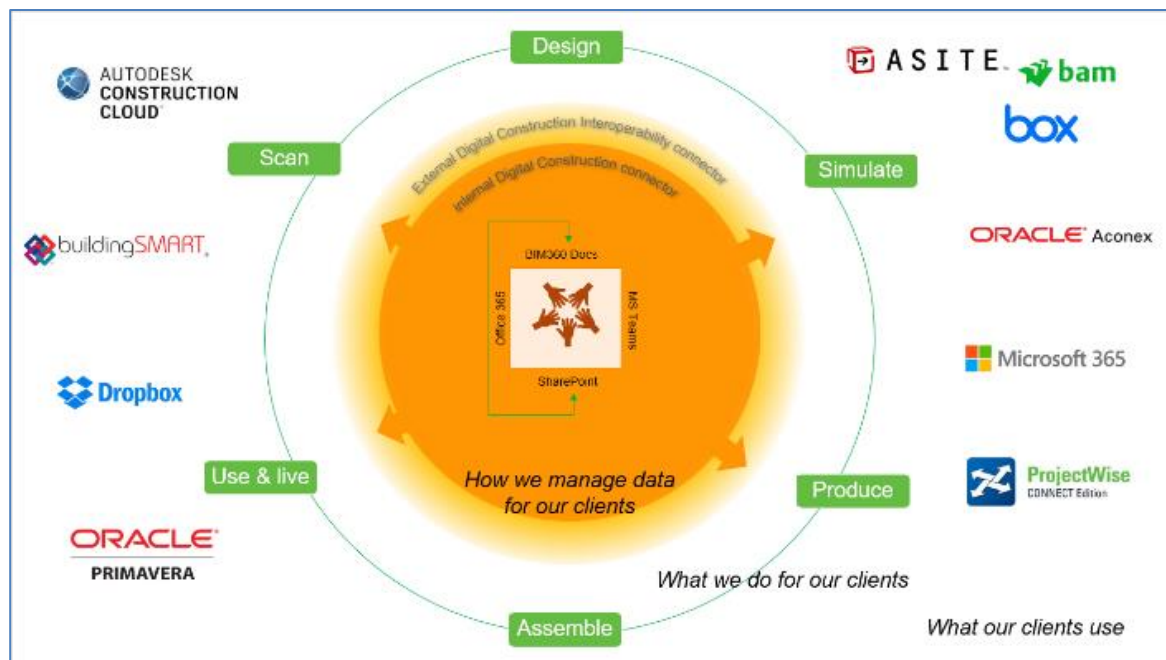 Design
ASITE
bam
AUTODESK
CONSTRUCTION
CLOUD
box
Scan
External Digital Construction Interoperability connector
Internal Digital Construction connector
Simulate
buildingSMART
ORACLE Aconex
BIM360 Docs
Office 365
MS Teams
SharePoint
Microsoft 365
Dropbox
Use & live
How we manage data
for our clients
Produce
ProjectWise
CONNECT Edition
ORACLE
PRIMAVERA
What we do for our clients
Assemble
What our clients use